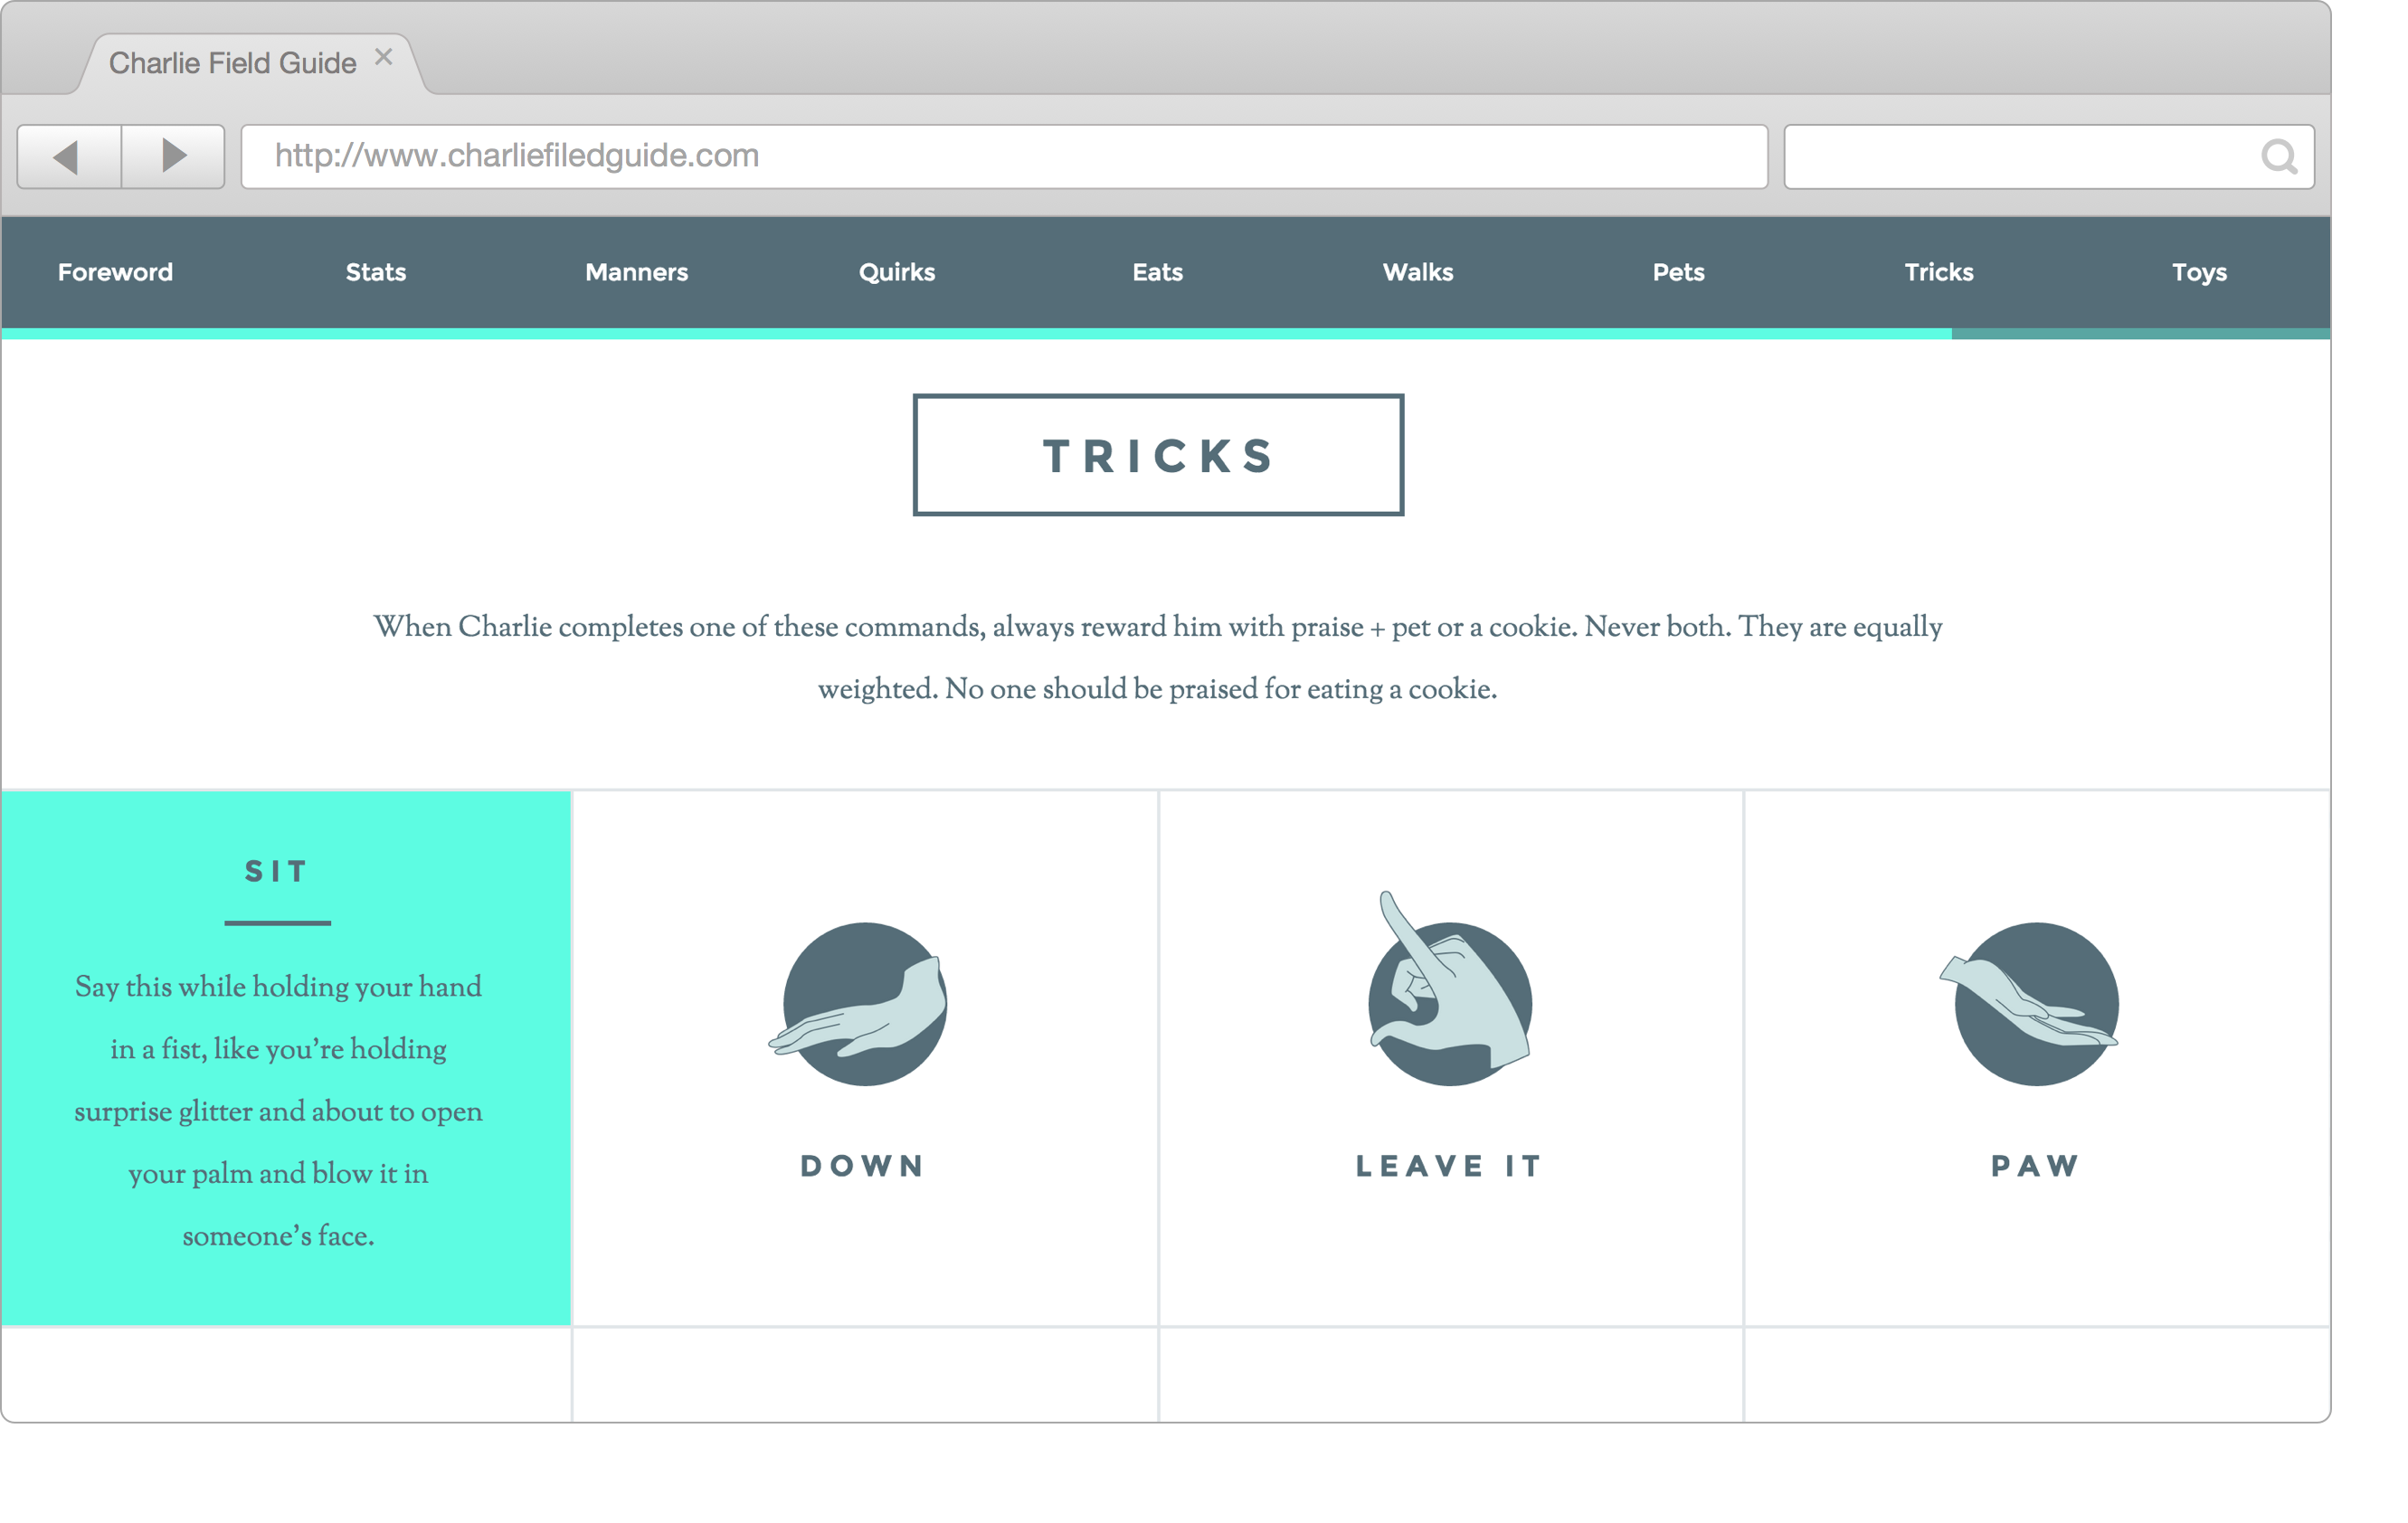 Charlie Field Guide
http://www.charliefiledguide.com
Foreword Stats Manners Quirks Eats Walks Pets Tricks Toys
TRICKS
When Charlie completes one of these commands, always reward him with praise + pet or a cookie. Never both. They are equally
weighted. No one should be praised for eating a cookie.
SIT
Say this while holding your hand
in a fist, like you’re holding
surprise glitter and about to open
your palm and blow it in
someone’s face.
DOWN
LEAVE IT
PAW